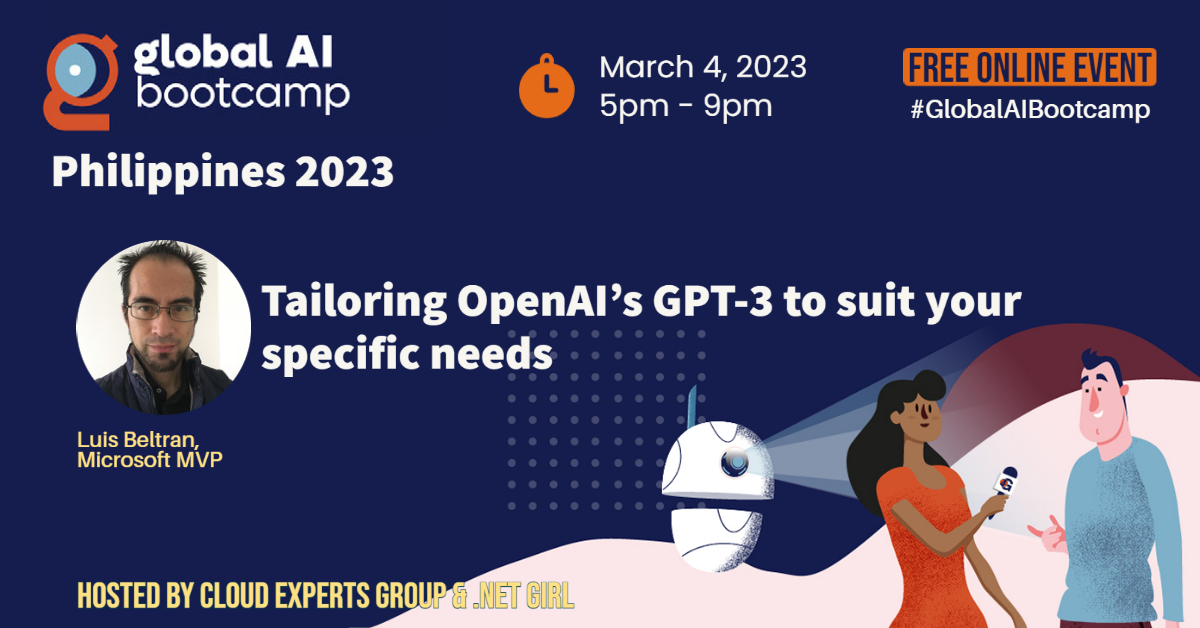 global AI
bootcamp
March 4, 2023
5pm - 9pm
FREE ONLINE EVENT
#GlobalAIBootcamp
Philippines 2023
Tailoring OpenAI's GPT-3 to suit your
specific needs
Luis Beltran,
Microsoft MVP
G
HOSTED BY CLOUD EXPERTS GROUP & .NET GIRL